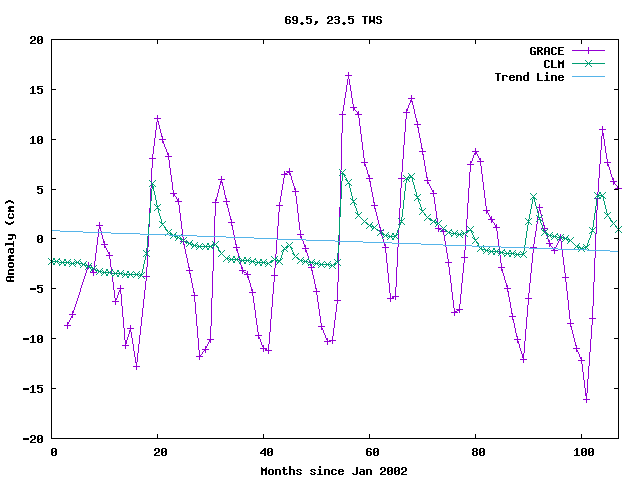 69.5, 23.5 TWS
GRACE
CLM
Trend Line
20
15
10
5
0
-5
-10
-15
-20
Anomaly (cm)
0 20 40 60 80 100
Months since Jan 2002